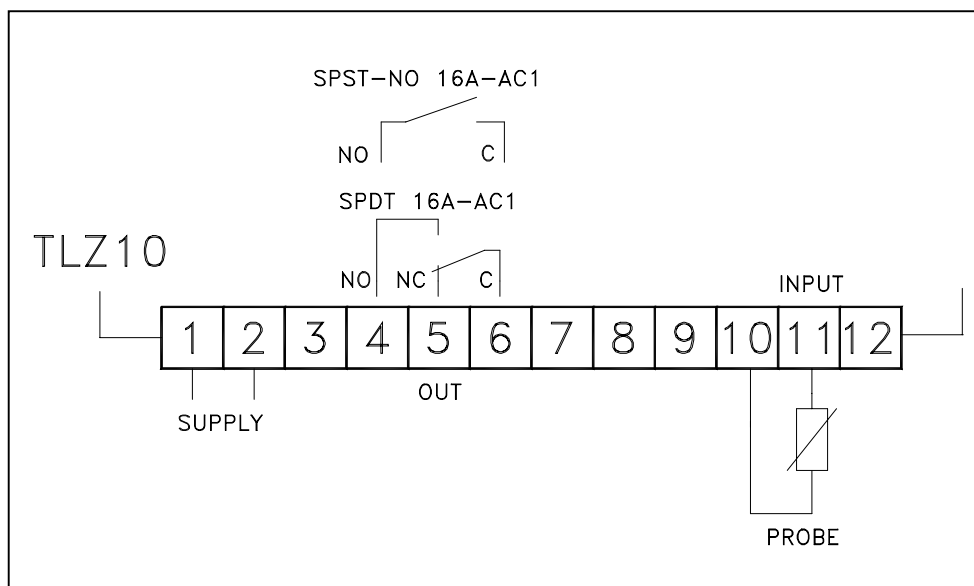 SPST-NO 16A-AC1
NO C
SPDT 16A-AC1
TLZ10
NO NC C
INPUT
1 2 3 4 5 6 7 8 9 10 11 12
OUT
SUPPLY
PROBE